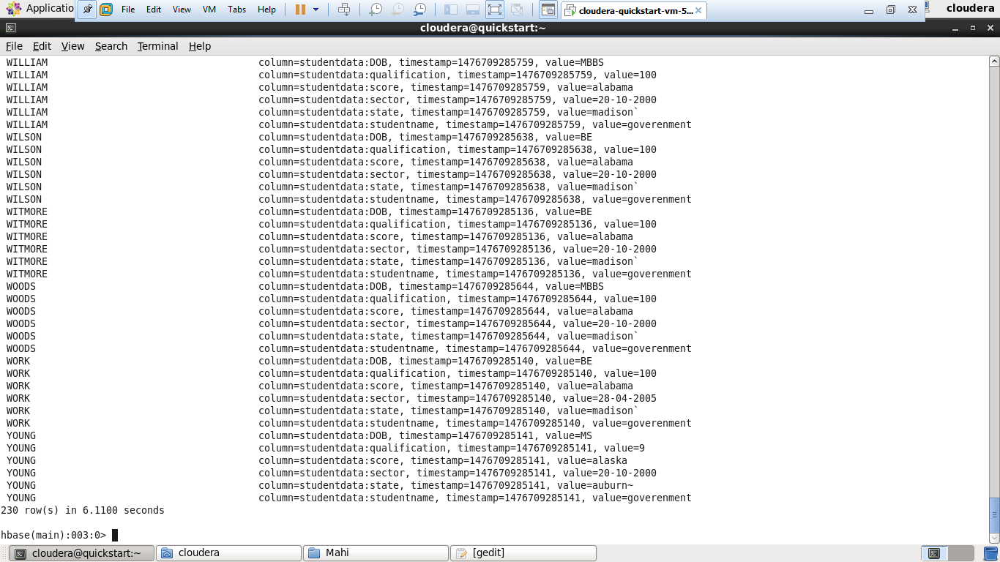 Applicatio File Edit View VM Tabs Help cloudera-quickstart-vm-5... cloudera
cloudera@quickstart:~
File Edit View Search Terminal Help
WILLIAM column=studentdata:DOB, timestamp=1476709285759, value=MBBS
WILLIAM column=studentdata:qualification, timestamp=1476709285759, value=100
WILLIAM column=studentdata:score, timestamp=1476709285759, value=alabama
WILLIAM column=studentdata:sector, timestamp=1476709285759, value=20-10-2000
WILLIAM column=studentdata:state, timestamp=1476709285759, value=madison`
WILLIAM column=studentdata:studentname, timestamp=1476709285759, value=goverenment
WILSON column=studentdata:DOB, timestamp=1476709285638, value=BE
WILSON column=studentdata:qualification, timestamp=1476709285638, value=100
WILSON column=studentdata:score, timestamp=1476709285638, value=alabama
WILSON column=studentdata:sector, timestamp=1476709285638, value=20-10-2000
WILSON column=studentdata:state, timestamp=1476709285638, value=madison`
WILSON column=studentdata:studentname, timestamp=1476709285638, value=goverenment
WITMORE column=studentdata:DOB, timestamp=1476709285136, value=BE
WITMORE column=studentdata:qualification, timestamp=1476709285136, value=100
WITMORE column=studentdata:score, timestamp=1476709285136, value=alabama
WITMORE column=studentdata:sector, timestamp=1476709285136, value=20-10-2000
WITMORE column=studentdata:state, timestamp=1476709285136, value=madison`
WITMORE column=studentdata:studentname, timestamp=1476709285136, value=goverenment
WOODS column=studentdata:DOB, timestamp=1476709285644, value=MBBS
WOODS column=studentdata:qualification, timestamp=1476709285644, value=100
WOODS column=studentdata:score, timestamp=1476709285644, value=alabama
WOODS column=studentdata:sector, timestamp=1476709285644, value=20-10-2000
WOODS column=studentdata:state, timestamp=1476709285644, value=madison`
WOODS column=studentdata:studentname, timestamp=1476709285644, value=goverenment
WORK column=studentdata:DOB, timestamp=1476709285140, value=BE
WORK column=studentdata:qualification, timestamp=1476709285140, value=100
WORK column=studentdata:score, timestamp=1476709285140, value=alabama
WORK column=studentdata:sector, timestamp=1476709285140, value=28-04-2005
WORK column=studentdata:state, timestamp=1476709285140, value=madison`
WORK column=studentdata:studentname, timestamp=1476709285140, value=goverenment
YOUNG column=studentdata:DOB, timestamp=1476709285141, value=MS
YOUNG column=studentdata:qualification, timestamp=1476709285141, value=9
YOUNG column=studentdata:score, timestamp=1476709285141, value=alaska
YOUNG column=studentdata:sector, timestamp=1476709285141, value=20-10-2000
YOUNG column=studentdata:state, timestamp=1476709285141, value=auburn~
YOUNG column=studentdata:studentname, timestamp=1476709285141, value=goverenment
230 row(s) in 6.1100 seconds
hbase(main):003:0>
cloudera@quickstart:~ cloudera Mahi [gedit]